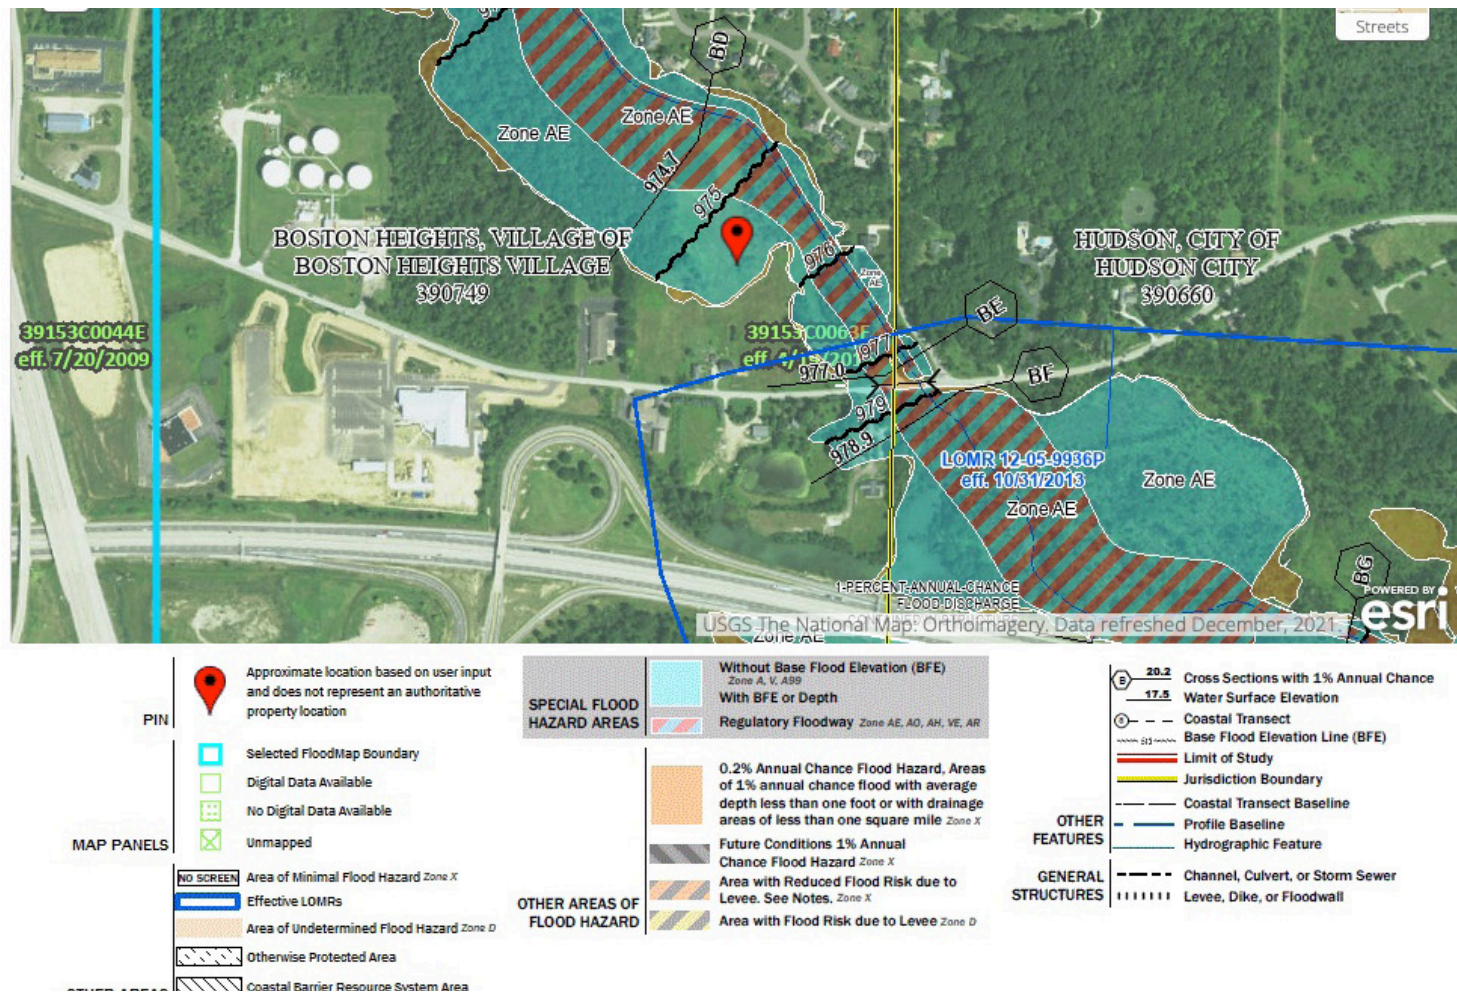 Streets
BD
Zone AE
Zone AE
974.7
975
976
Zone
AE
BOSTON HEIGHTS, VILLAGE OF
BOSTON HEIGHTS VILLAGE
390749
HUDSON, CITY OF
HUDSON CITY
390660
39153C0044E
eff. 7/20/2009
39153C0063F
BE
977
977.0
BF
979
978.9
LOMR 12-05-9936P
eff. 10/31/2013
Zone AE
Zone AE
BG
1-PERCENT-ANNUAL-CHANCE
FLOOD DISCHARGE
POWERED BY
esri
USGS The National Map: Orthoimagery. Data refreshed December, 2021
Zone AE
PIN
Approximate location based on user input
and does not represent an authoritative
property location
MAP PANELS
Selected FloodMap Boundary
Digital Data Available
No Digital Data Available
Unmapped
NO SCREEN Area of Minimal Flood Hazard Zone X
Effective LOMRs
Area of Undetermined Flood Hazard Zone D
Otherwise Protected Area
OTHER AREAS
Coastal Barrier Resource System Area
SPECIAL FLOOD
HAZARD AREAS
Without Base Flood Elevation (BFE)
Zone A, V, A99
With BFE or Depth
Regulatory Floodway Zone AE, AO, AH, VE, AR
0.2% Annual Chance Flood Hazard, Areas
of 1% annual chance flood with average
depth less than one foot or with drainage
areas of less than one square mile Zone X
Future Conditions 1% Annual
Chance Flood Hazard Zone X
Area with Reduced Flood Risk due to
Levee. See Notes. Zone X
OTHER AREAS OF
FLOOD HAZARD
Area with Flood Risk due to Levee Zone D
B 20.2 Cross Sections with 1% Annual Chance
17.5 Water Surface Elevation
8 Coastal Transect
513 Base Flood Elevation Line (BFE)
Limit of Study
Jurisdiction Boundary
Coastal Transect Baseline
OTHER
FEATURES
Profile Baseline
Hydrographic Feature
GENERAL
STRUCTURES
Channel, Culvert, or Storm Sewer
Levee, Dike, or Floodwall